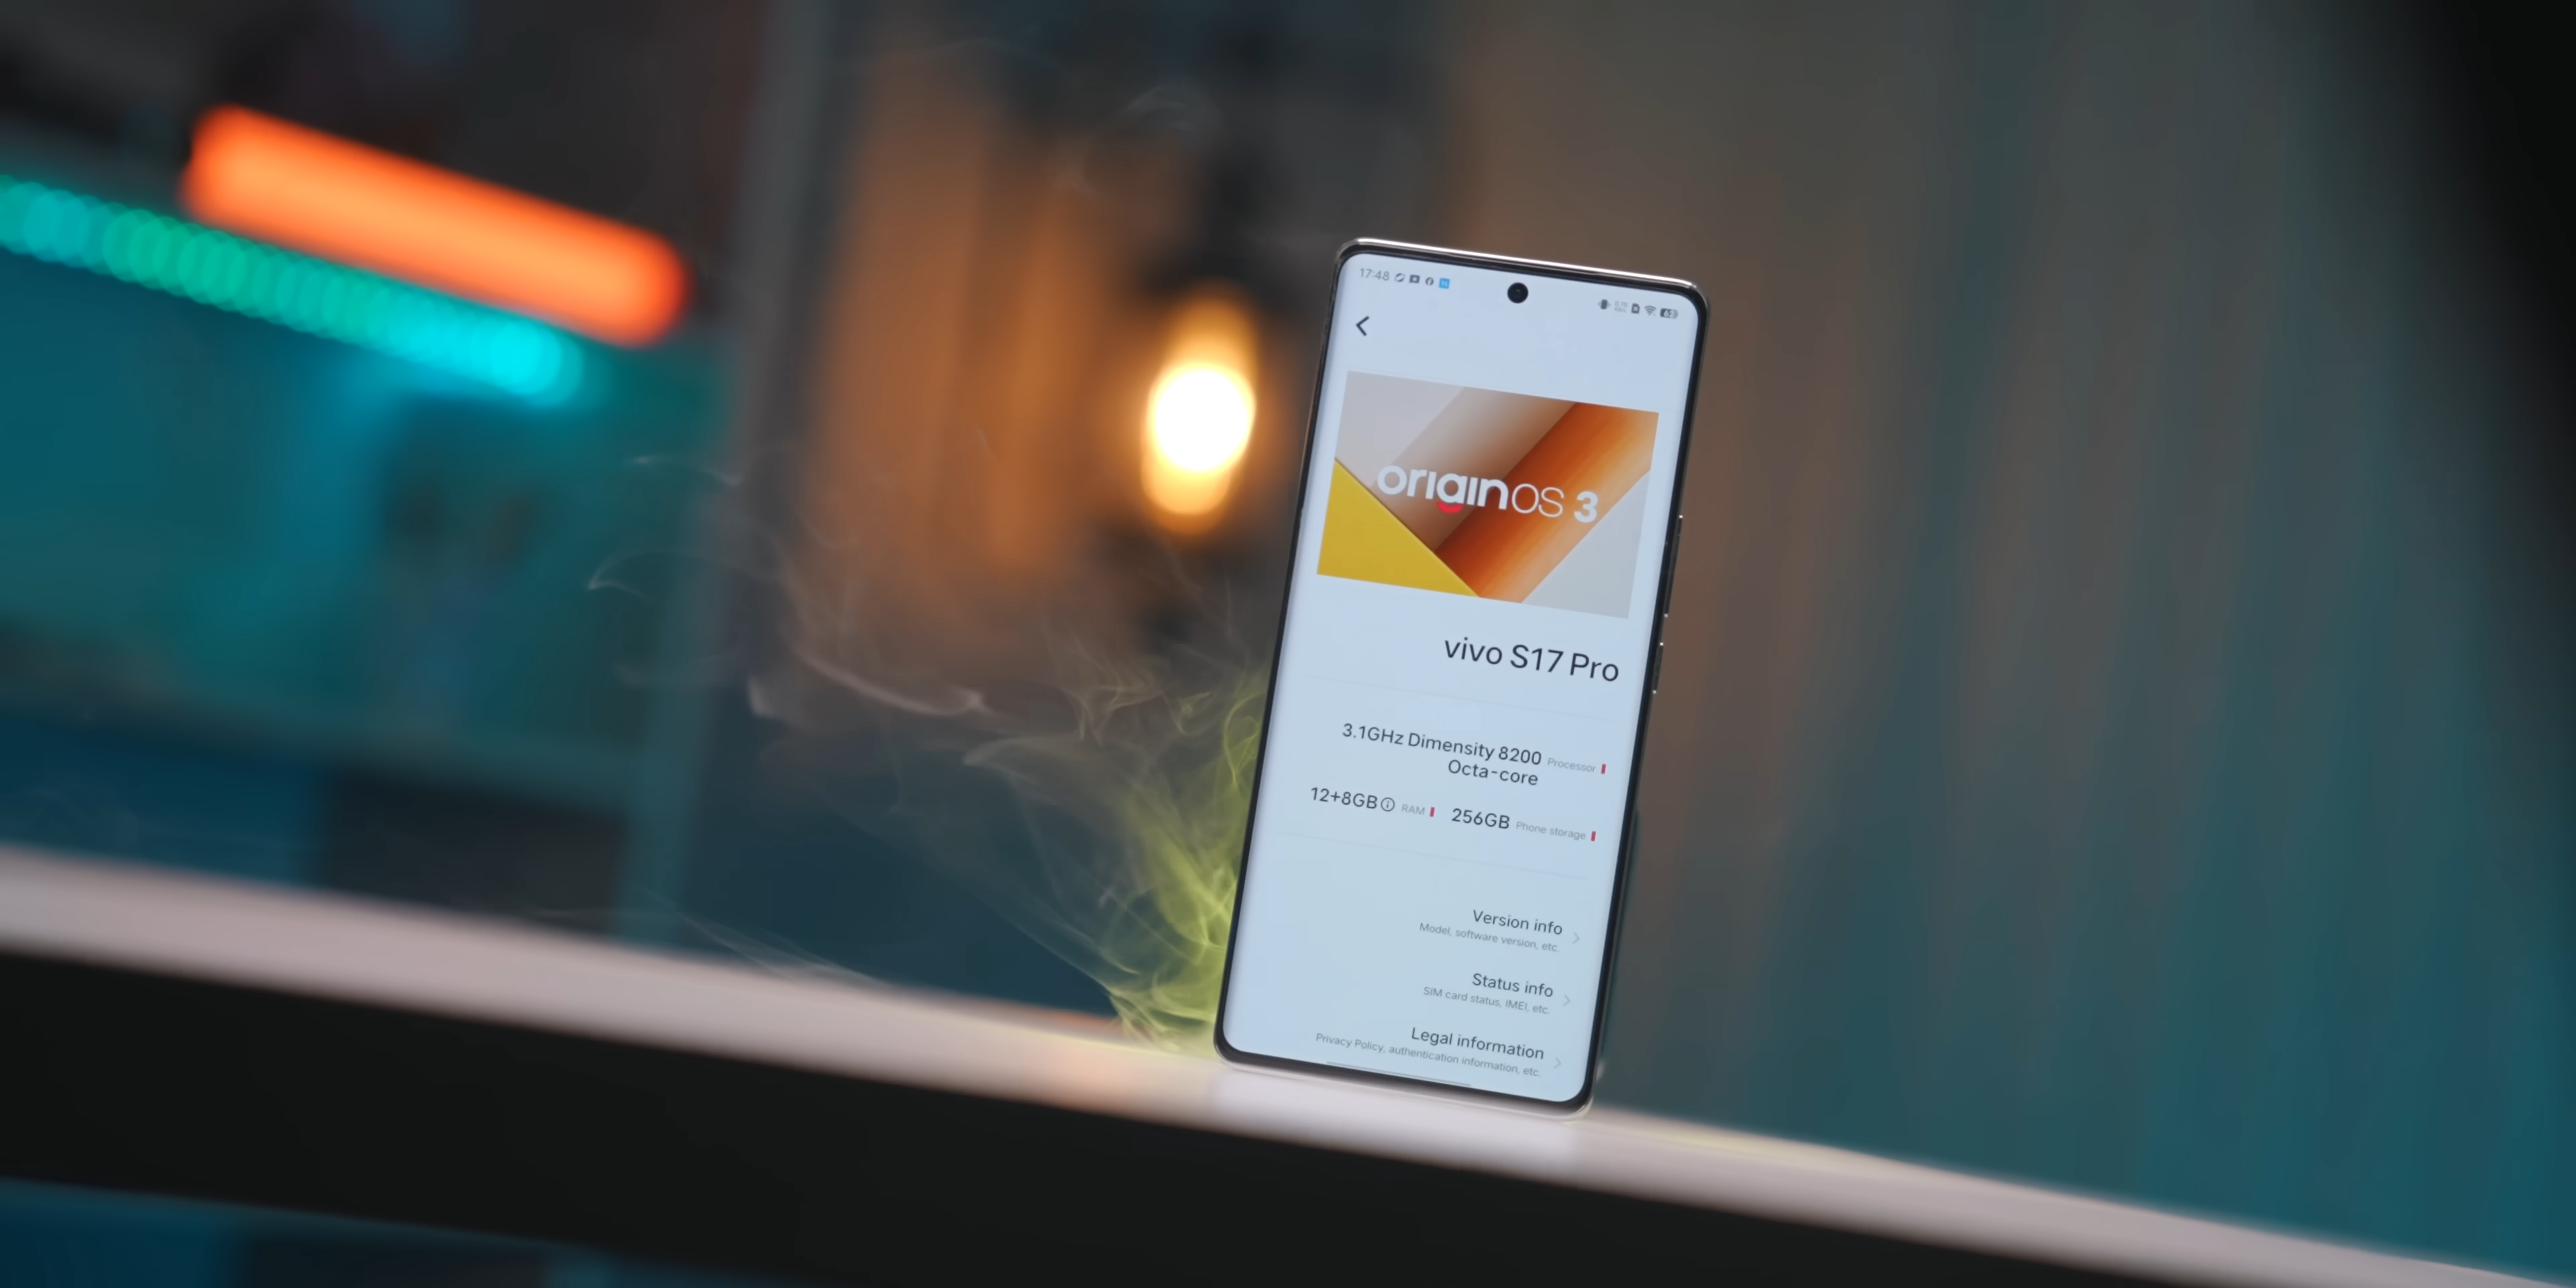 17:48
originOS 3
vivo S17 Pro
3.1GHz Dimensity 8200 Processor
Octa-core
12+8GB RAM 256GB Phone storage
Version info
Model, software version, etc.
Status info
SIM card status, IMEI, etc.
Legal information
Privacy Policy, authentication information, etc.